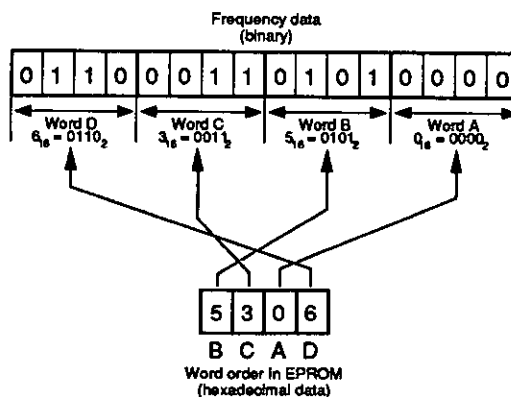 Frequency data
(binary)
0 1 1 0 0 0 1 1 0 1 0 1 0 0 0 0
Word D Word C Word B Word A
6₁₆ = 0110₂ 3₁₆ = 0011₂ 5₁₆ = 0101₂ 0₁₆ = 0000₂
5 3 0 6
B C A D
Word order in EPROM
(hexadecimal data)